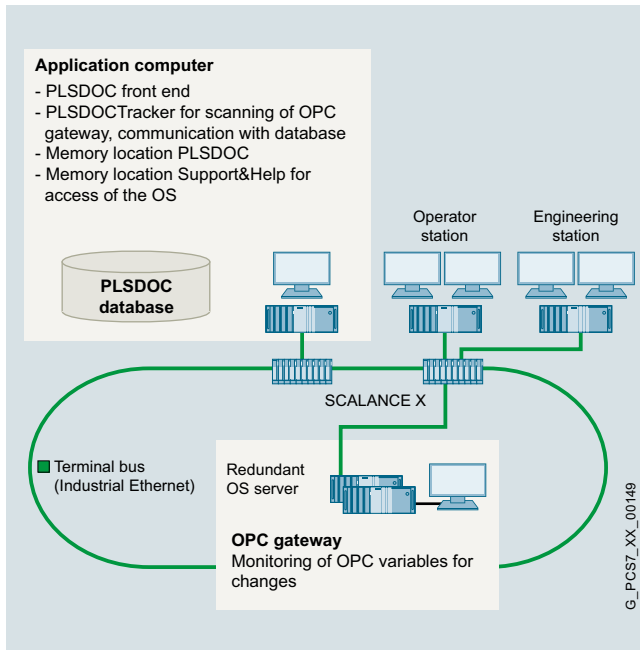 Application computer
- PLSDOC front end
- PLSDOCTracker for scanning of OPC
gateway, communication with database
- Memory location PLSDOC
- Memory location Support&Help for
access of the OS
PLSDOC
database
Operator
station
Engineering
station
SCALANCE X
Terminal bus
(Industrial Ethernet)
Redundant
OS server
OPC gateway
Monitoring of OPC variables for
changes
G_PCS7_XX_00149